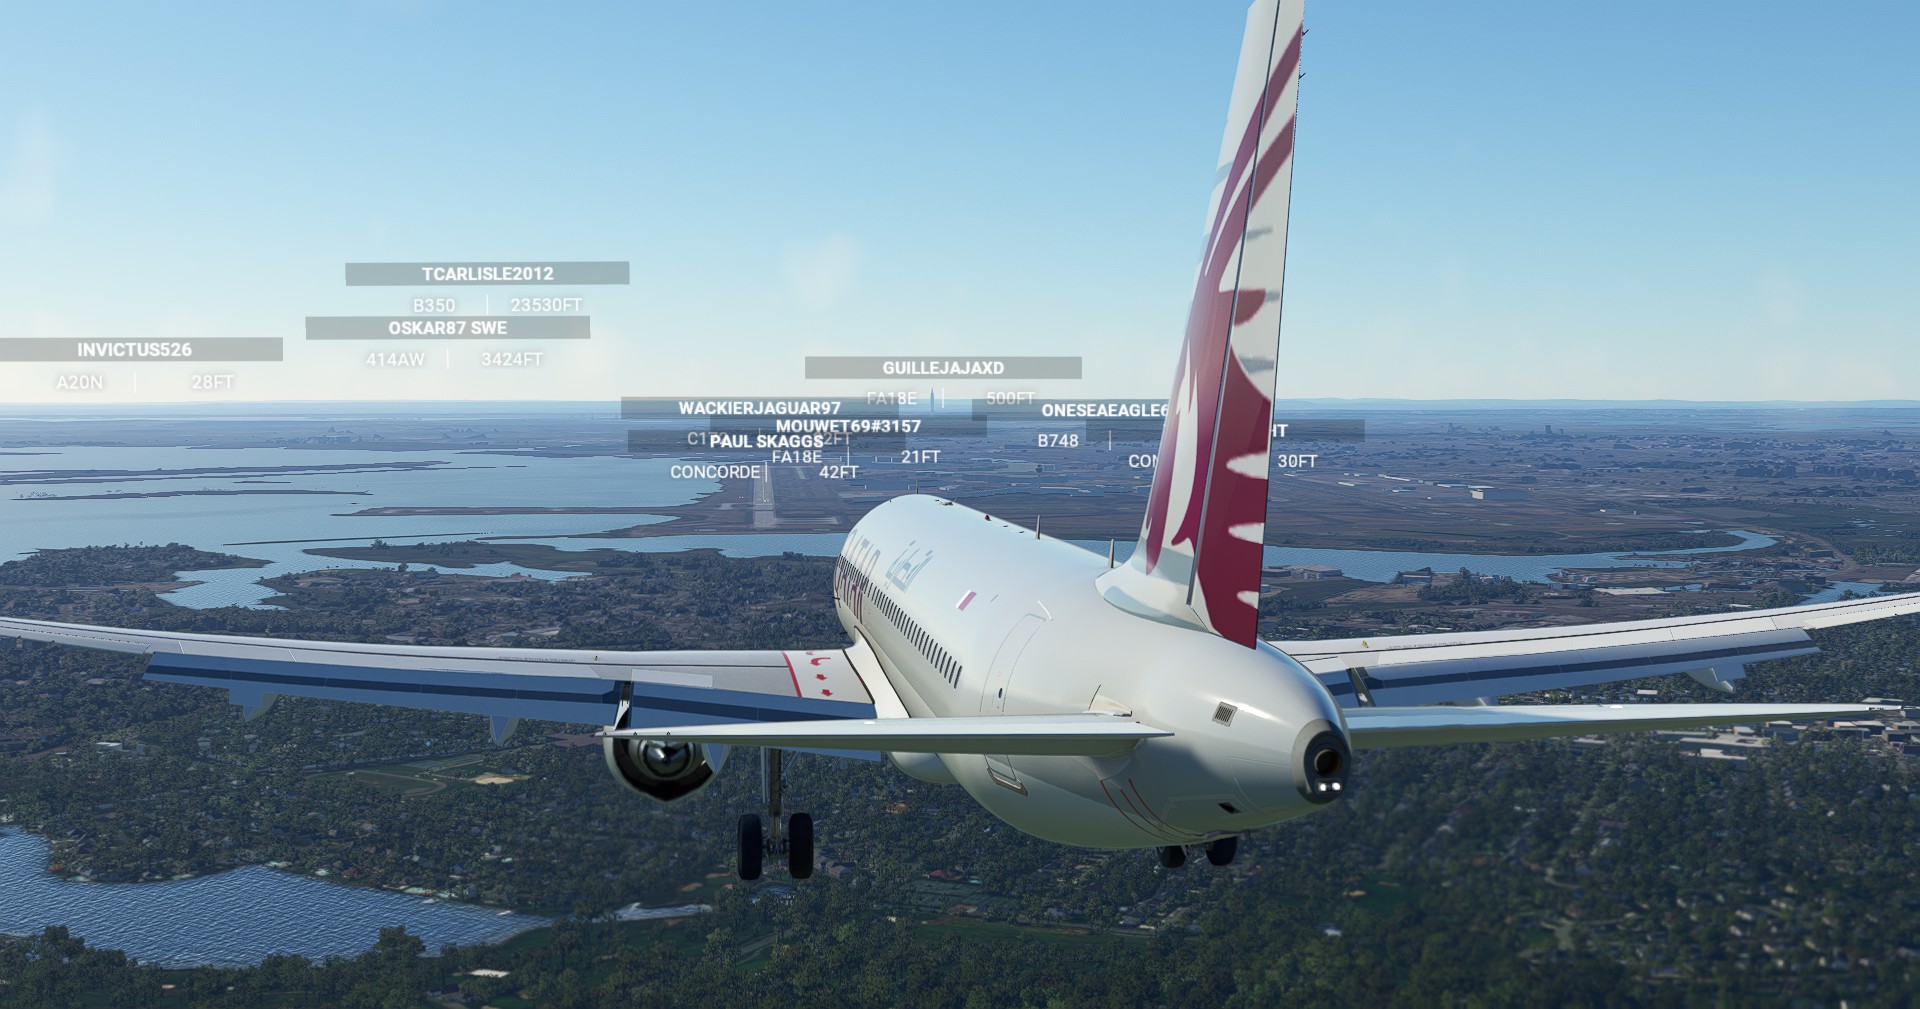 TCARLISLE2012
B350 23530FT
OSKAR87 SWE
414AW 3424FT
INVICTUS526
A20N 28FT
GUILLEJAJAXD
FA18E 500FT
WACKIERJAGUAR97
MOUWET69#3157
PAUL SKAGGS
FA18E 21FT
CONCORDE 42FT
ONESEAEAGLE6
B748
30FT